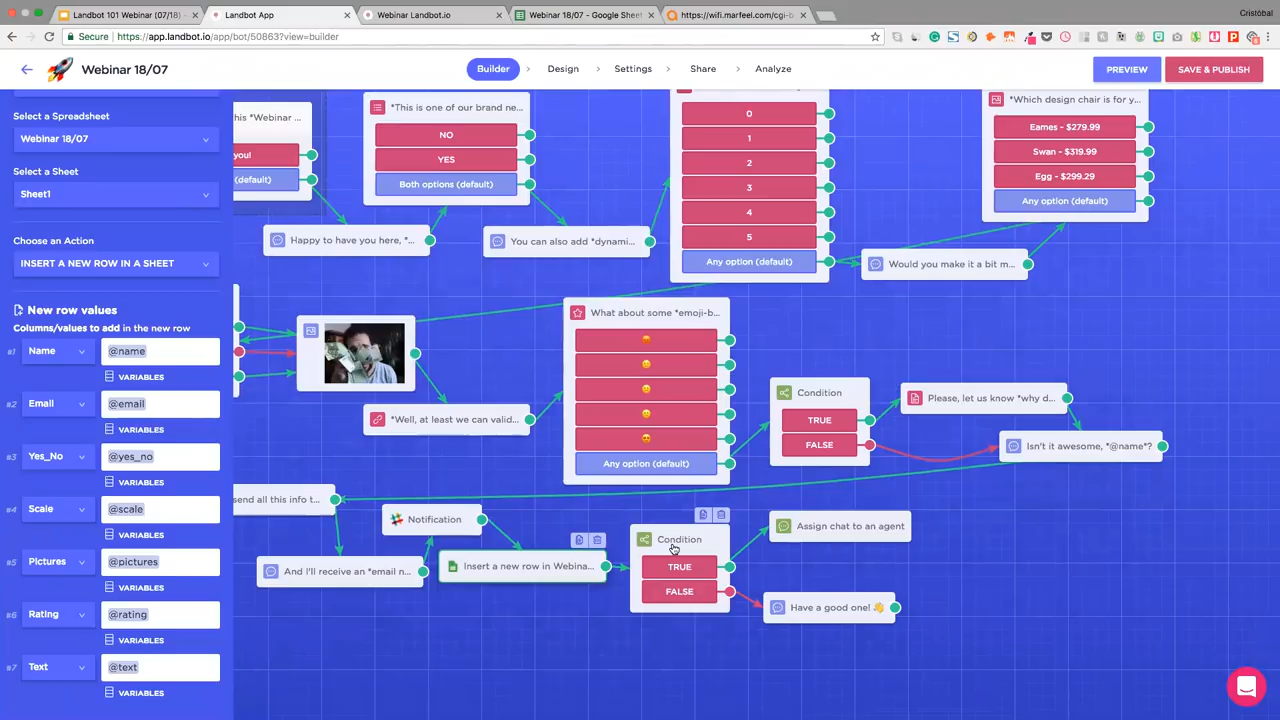 Landbot 101 Webinar (07/18) -
Landbot App
Webinar Landbot.io
Webinar 18/07 - Google Sheet
https://wifi.marfeel.com/cgi-b
Cristóbal
Secure
https://app.landbot.io/app/bot/50863?view=builder
Webinar 18/07
Builder
Design
Settings
Share
Analyze
PREVIEW
SAVE & PUBLISH
Select a Spreadsheet
Webinar 18/07
Select a Sheet
Sheet1
Choose an Action
INSERT A NEW ROW IN A SHEET
New row values
Columns/values to add in the new row
#1 Name @name
VARIABLES
#2 Email @email
VARIABLES
#3 Yes_No @yes_no
VARIABLES
#4 Scale @scale
VARIABLES
#5 Pictures @pictures
VARIABLES
#6 Rating @rating
VARIABLES
#7 Text @text
VARIABLES
this *Webinar ...
you!
(default)
*This is one of our brand ne...
NO
YES
Both options (default)
0
1
2
3
4
5
Any option (default)
*Which design chair is for y...
Eames - $279.99
Swan - $319.99
Egg - $299.29
Any option (default)
Happy to have you here, *...
You can also add *dynami...
Would you make it a bit m...
What about some *emoji-b...
Any option (default)
*Well, at least we can valid...
Condition
TRUE
FALSE
Please, let us know *why d...
Isn't it awesome, *@name*?
send all this info t...
Notification
And I'll receive an *email n...
Insert a new row in Webina...
Condition
TRUE
FALSE
Assign chat to an agent
Have a good one! 👋